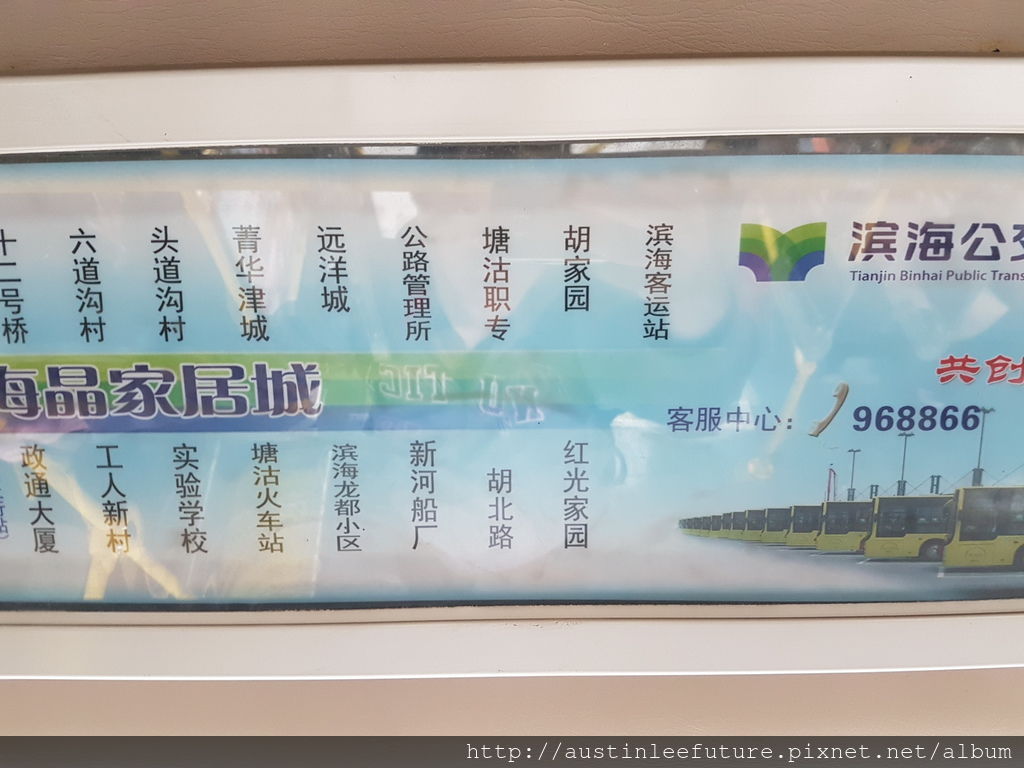 十二号桥
六道沟村
头道沟村
菁华津城
远洋城
公路管理所
塘沽职专
胡家园
滨海客运站
滨海公交
Tianjin Binhai Public Trans
海晶家居城
共创
客服中心：968866
政通大厦
工人新村
实验学校
塘沽火车站
滨海龙都小区
新河船厂
胡北路
红光家园
http://austinleefuture.pixnet.net/album